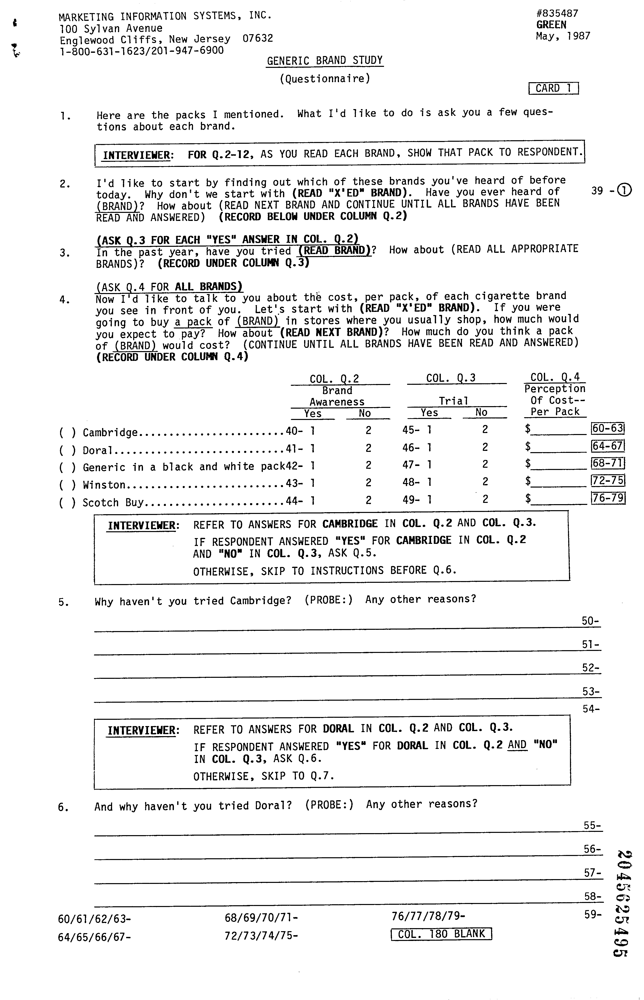 MARKETING INFORMATION SYSTEMS, INC.
100 Sylvan Avenue
Englewood Cliffs, New Jersey 07632
1-800-631-1623/201-947-6900
#835487
GREEN
May, 1987
GENERIC BRAND STUDY
(Questionnaire)
CARD 1
1. Here are the packs I mentioned. What I'd like to do is ask you a few ques-
tions about each brand.
INTERVIEWER: FOR Q.2-12, AS YOU READ EACH BRAND, SHOW THAT PACK TO RESPONDENT.
2. I'd like to start by finding out which of these brands you've heard of before
today. Why don't we start with (READ "X'ED" BRAND). Have you ever heard of
(BRAND)? How about (READ NEXT BRAND AND CONTINUE UNTIL ALL BRANDS HAVE BEEN
READ AND ANSWERED) (RECORD BELOW UNDER COLUMN Q.2)
39 - 1
(ASK Q.3 FOR EACH "YES" ANSWER IN COL. Q.2)
3. In the past year, have you tried (READ BRAND)? How about (READ ALL APPROPRIATE
BRANDS)? (RECORD UNDER COLUMN Q.3)
(ASK Q.4 FOR ALL BRANDS)
4. Now I'd like to talk to you about the cost, per pack, of each cigarette brand
you see in front of you. Let's start with (READ "X'ED" BRAND). If you were
going to buy a pack of (BRAND) in stores where you usually shop, how much would
you expect to pay? How about (READ NEXT BRAND)? How much do you think a pack
of (BRAND) would cost? (CONTINUE UNTIL ALL BRANDS HAVE BEEN READ AND ANSWERED)
(RECORD UNDER COLUMN Q.4)
COL. Q.2 COL. Q.3 COL. Q.4
Brand Perception
Awareness Trial Of Cost--
Yes No Yes No Per Pack
( ) Cambridge.......................40- 1 2 45- 1 2 $ 60-63
( ) Doral...........................41- 1 2 46- 1 2 $ 64-67
( ) Generic in a black and white pack42- 1 2 47- 1 2 $ 68-71
( ) Winston.........................43- 1 2 48- 1 2 $ 72-75
( ) Scotch Buy......................44- 1 2 49- 1 2 $ 76-79
INTERVIEWER: REFER TO ANSWERS FOR CAMBRIDGE IN COL. Q.2 AND COL. Q.3.
IF RESPONDENT ANSWERED "YES" FOR CAMBRIDGE IN COL. Q.2
AND "NO" IN COL. Q.3, ASK Q.5.
OTHERWISE, SKIP TO INSTRUCTIONS BEFORE Q.6.
5. Why haven't you tried Cambridge? (PROBE:) Any other reasons?
50-
51-
52-
53-
54-
INTERVIEWER: REFER TO ANSWERS FOR DORAL IN COL. Q.2 AND COL. Q.3.
IF RESPONDENT ANSWERED "YES" FOR DORAL IN COL. Q.2 AND "NO"
IN COL. Q.3, ASK Q.6.
OTHERWISE, SKIP TO Q.7.
6. And why haven't you tried Doral? (PROBE:) Any other reasons?
55-
56-
57-
58-
59-
60/61/62/63- 68/69/70/71- 76/77/78/79-
64/65/66/67- 72/73/74/75- COL. 180 BLANK
2045625495